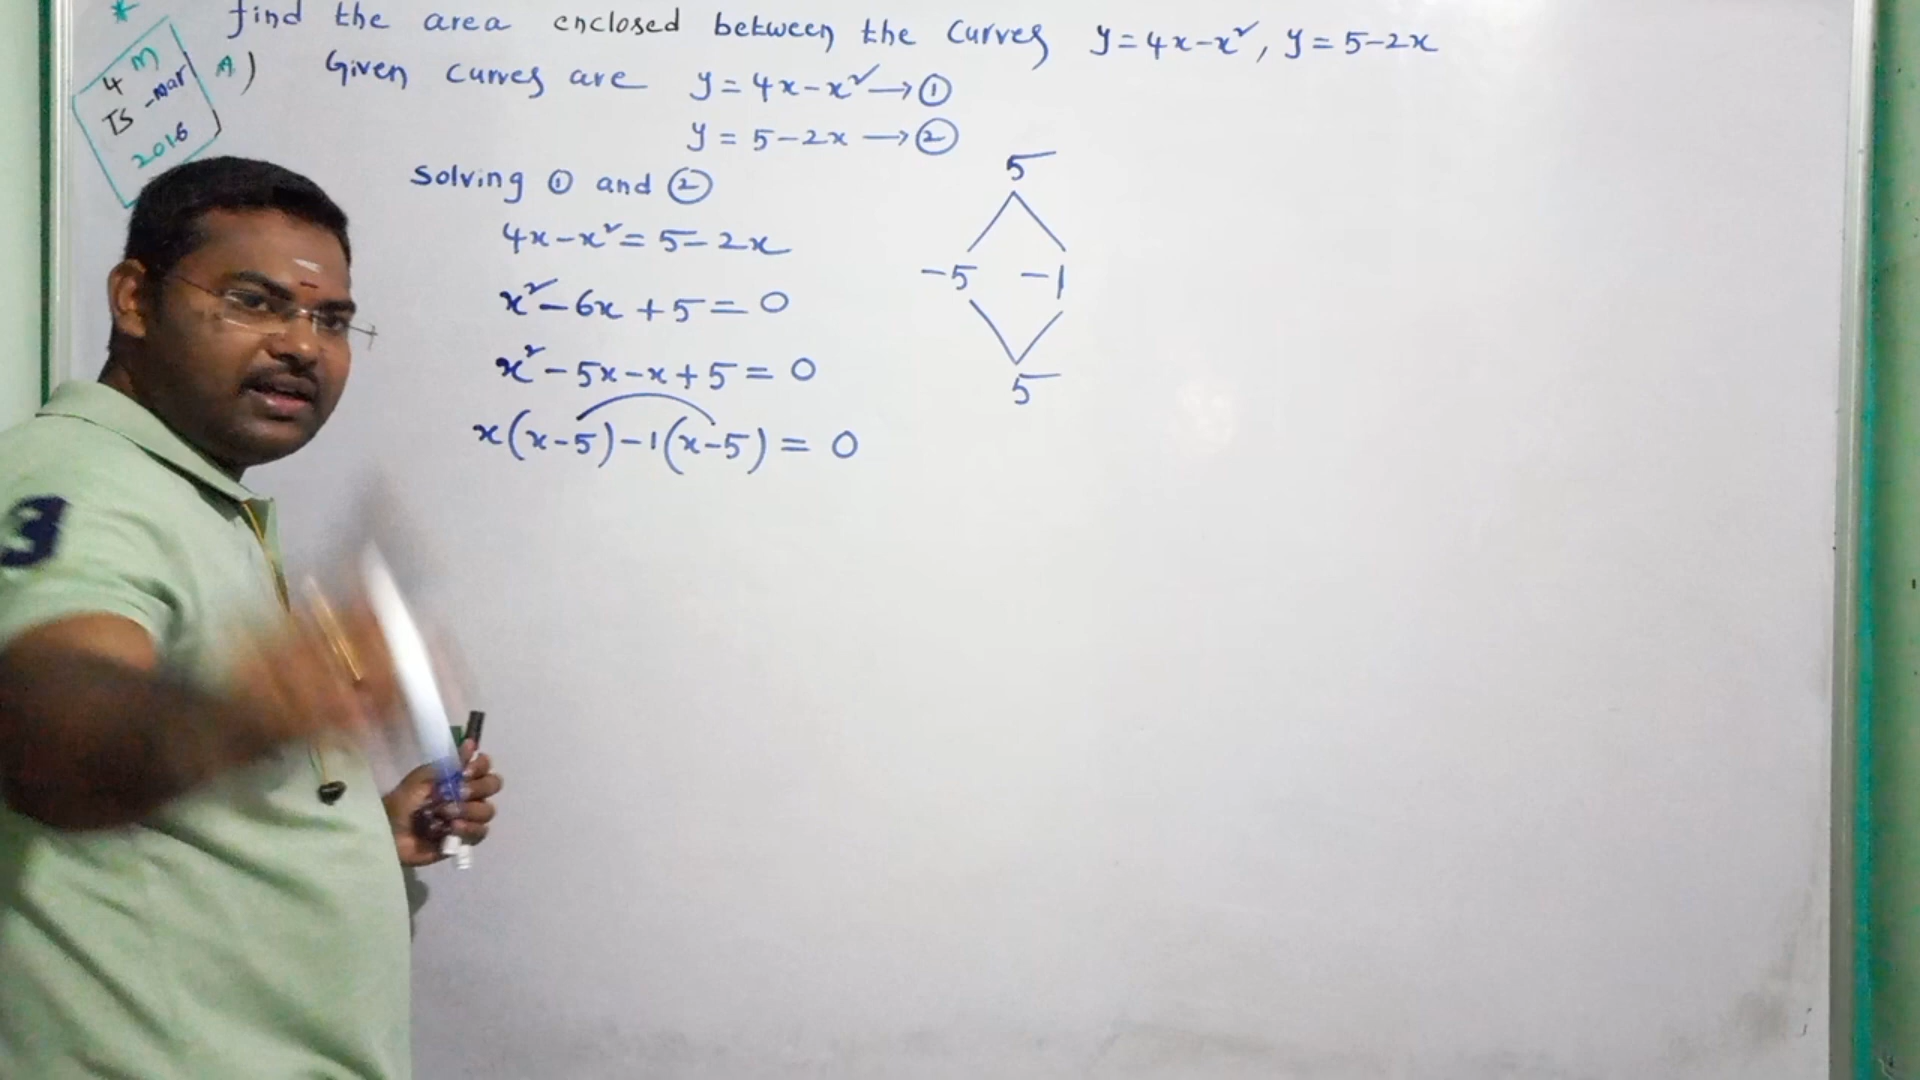 * find the area enclosed between the curves y = 4x - x², y = 5 - 2x
4 M
TS - mar
2016
A) Given curves are y = 4x - x² → ①
y = 5 - 2x → ②
Solving ① and ②
4x - x² = 5 - 2x
x² - 6x + 5 = 0
x² - 5x - x + 5 = 0
x(x-5) - 1(x-5) = 0
5
-5 -1
5
3